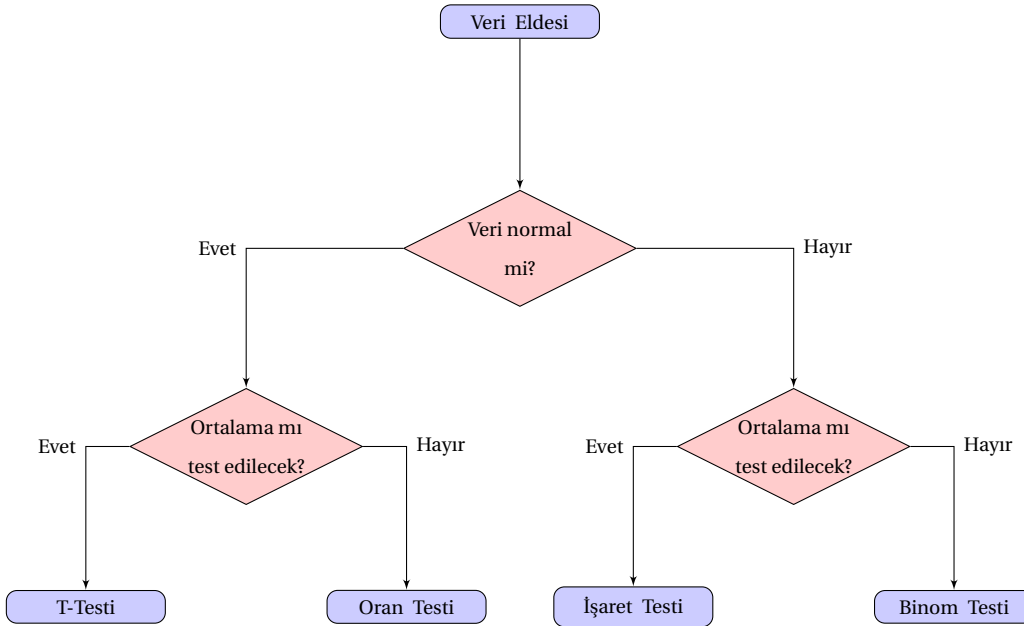 Veri Eldesi
Veri normal
mi?
Evet
Hayır
Ortalama mı
test edilecek?
Evet
Hayır
Ortalama mı
test edilecek?
Evet
Hayır
T-Testi
Oran Testi
İşaret Testi
Binom Testi